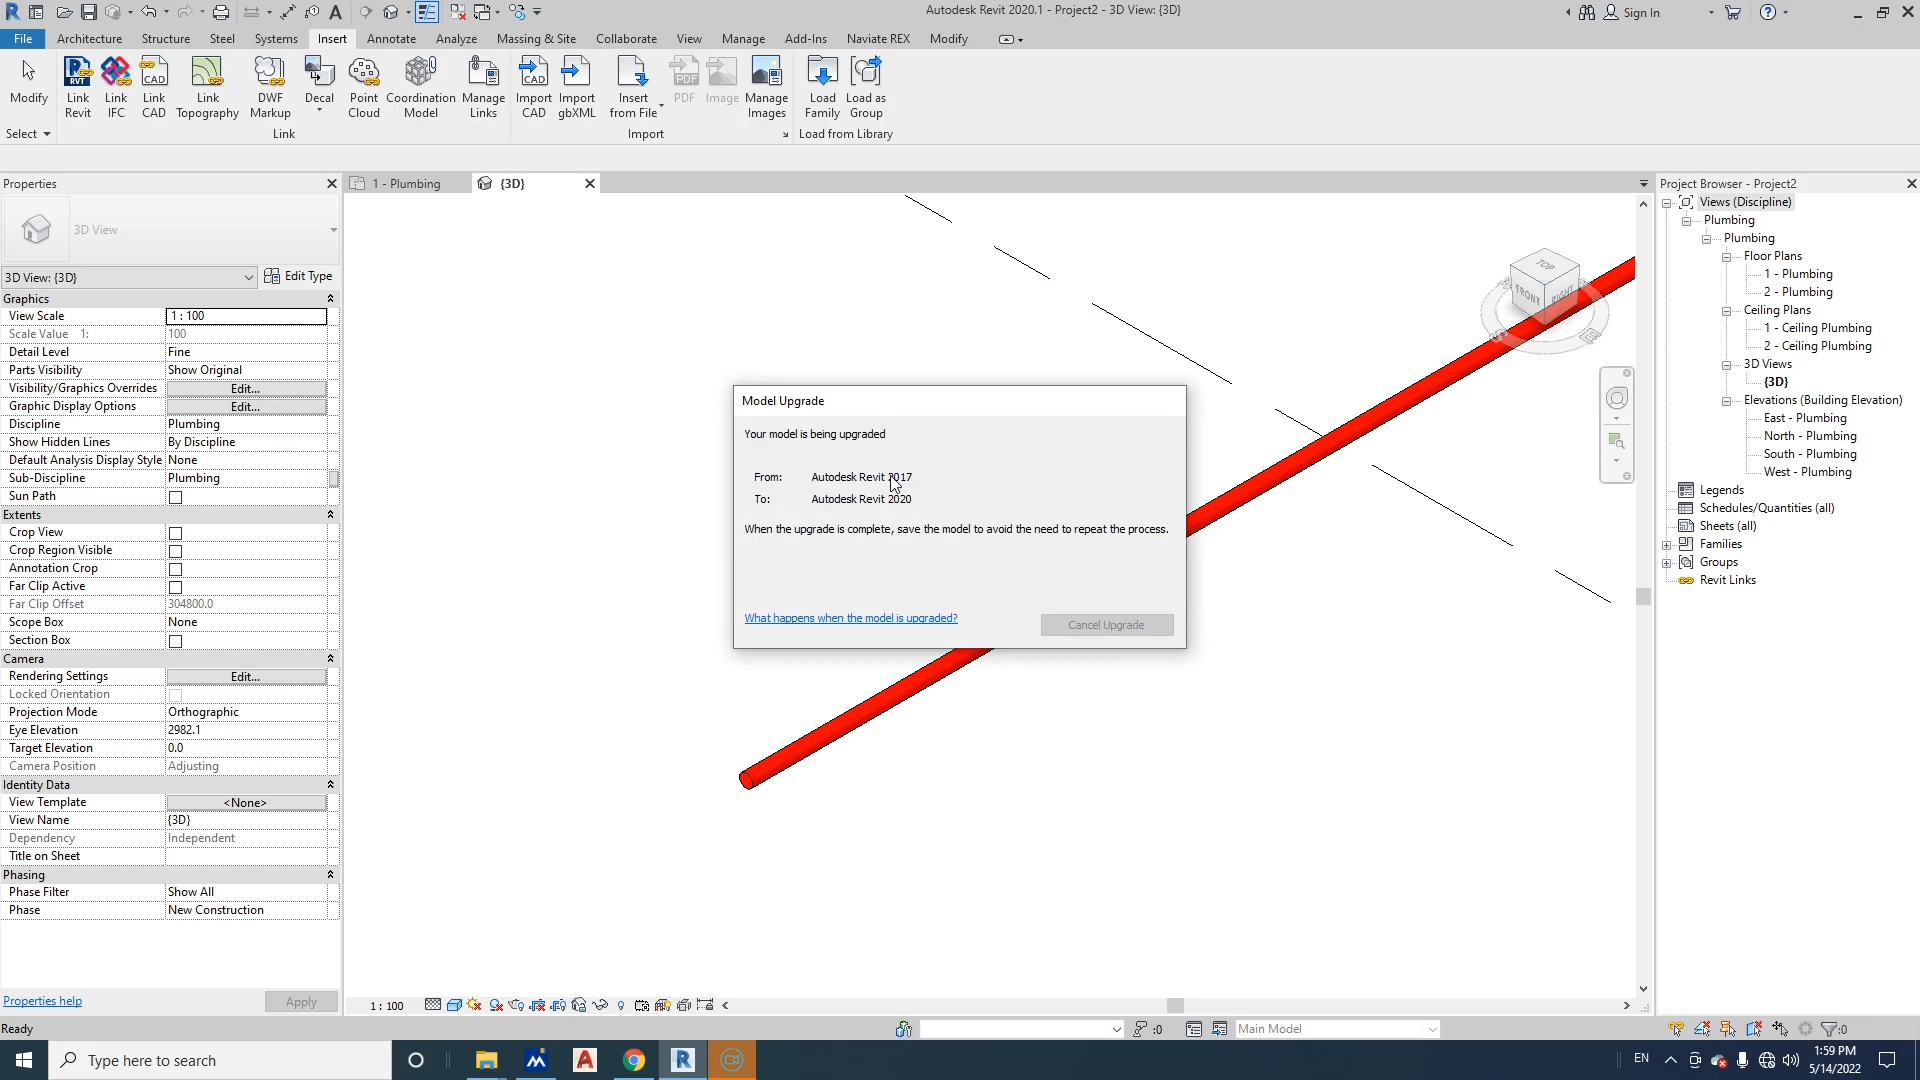 Autodesk Revit 2020.1 - Project2 - 3D View: {3D}
Sign In
File Architecture Structure Steel Systems Insert Annotate Analyze Massing & Site Collaborate View Manage Add-Ins Naviate REX Modify
Modify
Link Revit
Link IFC
Link CAD
Link Topography
DWF Markup
Decal
Point Cloud
Coordination Model
Manage Links
Import CAD
Import gbXML
Insert from File
PDF
Image
Manage Images
Load Family
Load as Group
Select
Link
Import
Load from Library
Properties
3D View
3D View: {3D}
Edit Type
Graphics
View Scale 1 : 100
Scale Value 1: 100
Detail Level Fine
Parts Visibility Show Original
Visibility/Graphics Overrides Edit...
Graphic Display Options Edit...
Discipline Plumbing
Show Hidden Lines By Discipline
Default Analysis Display Style None
Sub-Discipline Plumbing
Sun Path
Extents
Crop View
Crop Region Visible
Annotation Crop
Far Clip Active
Far Clip Offset 304800.0
Scope Box None
Section Box
Camera
Rendering Settings Edit...
Locked Orientation
Projection Mode Orthographic
Eye Elevation 2982.1
Target Elevation 0.0
Camera Position Adjusting
Identity Data
View Template <None>
View Name {3D}
Dependency Independent
Title on Sheet
Phasing
Phase Filter Show All
Phase New Construction
Properties help
Apply
1 - Plumbing
{3D}
TOP
FRONT
RIGHT
Model Upgrade
Your model is being upgraded
From: Autodesk Revit 2017
To: Autodesk Revit 2020
When the upgrade is complete, save the model to avoid the need to repeat the process.
What happens when the model is upgraded?
Cancel Upgrade
1 : 100
Project Browser - Project2
Views (Discipline)
Plumbing
Plumbing
Floor Plans
1 - Plumbing
2 - Plumbing
Ceiling Plans
1 - Ceiling Plumbing
2 - Ceiling Plumbing
3D Views
{3D}
Elevations (Building Elevation)
East - Plumbing
North - Plumbing
South - Plumbing
West - Plumbing
Legends
Schedules/Quantities (all)
Sheets (all)
Families
Groups
Revit Links
Ready
:0
Main Model
:0
Type here to search
EN
1:59 PM
5/14/2022